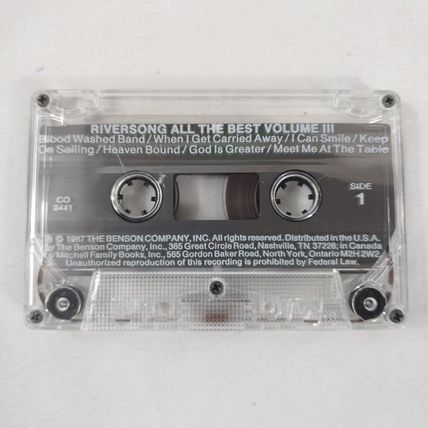 RIVERSONG ALL THE BEST VOLUME III
Blood Washed Band/When I Get Carried Away/I Can Smile/Keep
On Sailing/Heaven Bound/God Is Greater/Meet Me At The Table
CO
2441
SIDE
1
© 1987 THE BENSON COMPANY, INC. All rights reserved. Distributed in the U.S.A.
by The Benson Company, Inc., 365 Great Circle Road, Nashville, TN 37228; in Canada
by Mitchell Family Books, Inc., 565 Gordon Baker Road, North York, Ontario M2H 2W2
Unauthorized reproduction of this recording is prohibited by Federal Law.